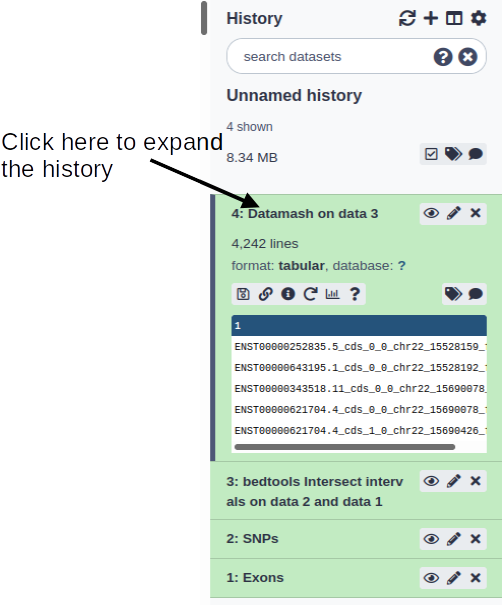 History
search datasets
Unnamed history
4 shown
Click here to expand
the history
8.34 MB
4: Datamash on data 3
4,242 lines
format: tabular, database: ?
1
ENST00000252835.5_cds_0_0_chr22_15528159_
ENST00000643195.1_cds_0_0_chr22_15528192_
ENST00000343518.11_cds_0_0_chr22_15690078_
ENST00000621704.4_cds_0_0_chr22_15690078_
ENST00000621704.4_cds_1_0_chr22_15690426_
3: bedtools Intersect interv
als on data 2 and data 1
2: SNPs
1: Exons